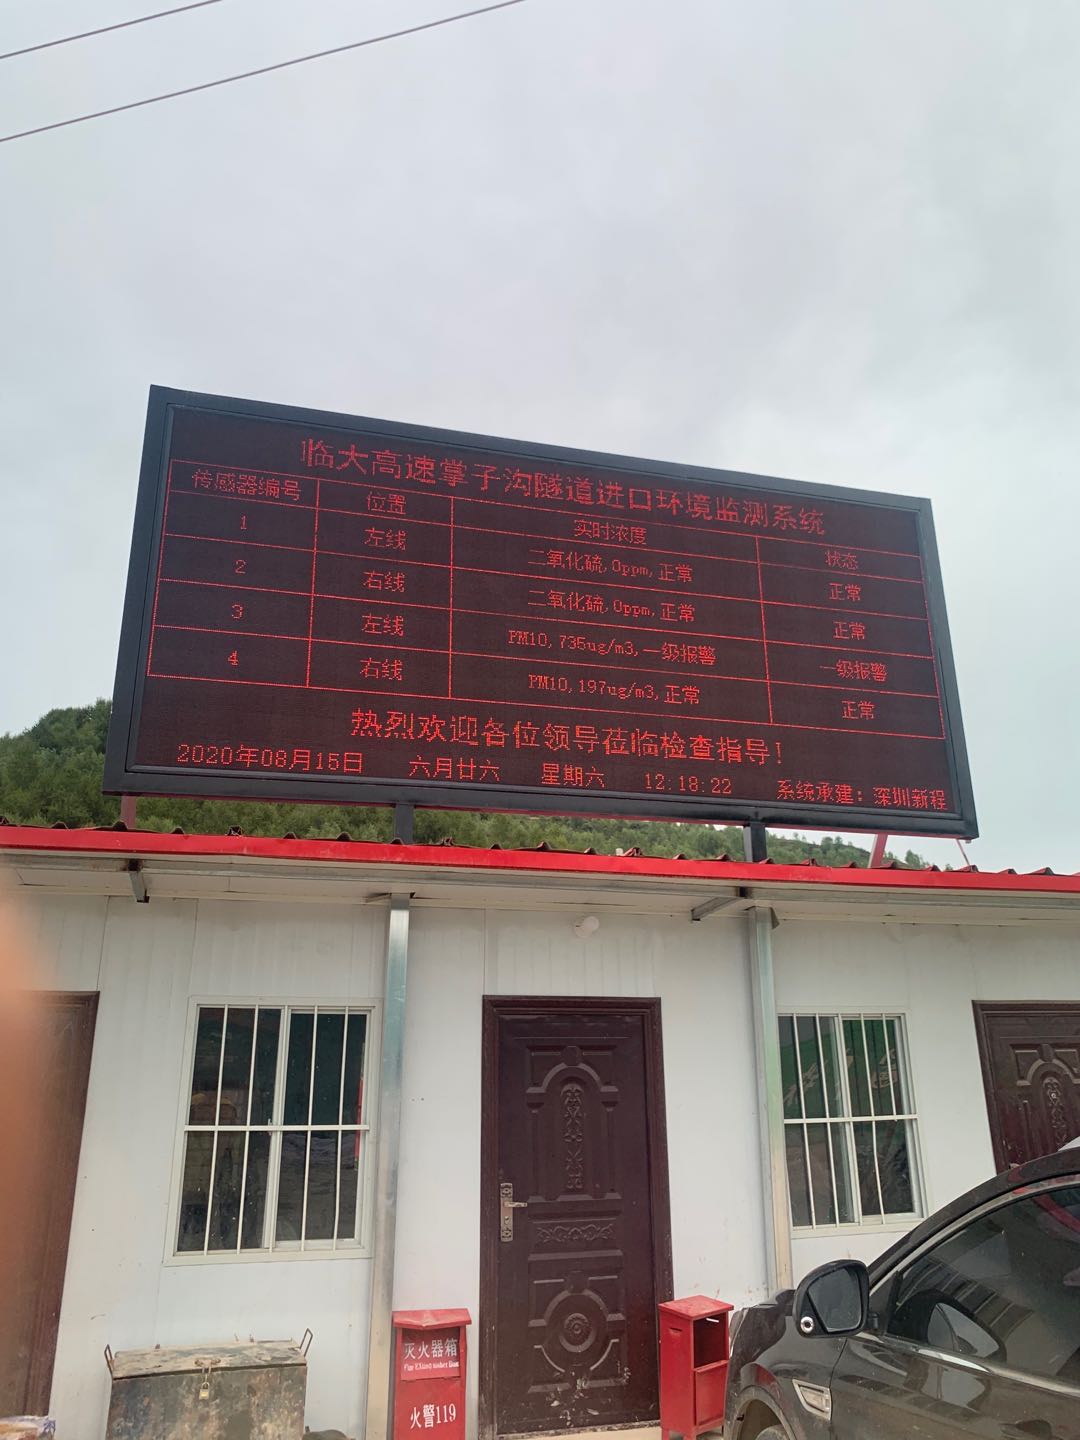 临大高速掌子沟隧道进口环境监测系统
传感器编号 位置 实时浓度 状态
1 左线 二氧化硫,0ppm,正常 正常
2 右线 二氧化硫,0ppm,正常 正常
3 左线 PM10,735ug/m3,一级报警 一级报警
4 右线 PM10,197ug/m3,正常 正常
热烈欢迎各位领导莅临检查指导!
2020年08月15日 六月廿六 星期六 12:18:22 系统承建:深圳新程
灭火器箱
火警119